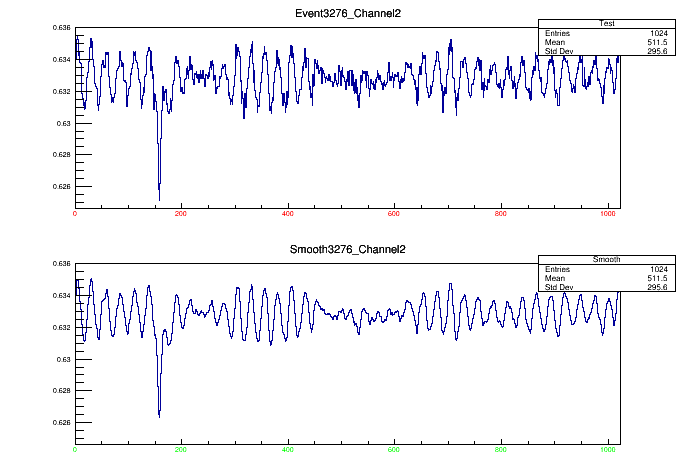 Event3276_Channel2
Test
Entries 1024
Mean 511.5
Std Dev 295.6
0.636
0.634
0.632
0.63
0.628
0.626
0 200 400 600 800 1000
Smooth3276_Channel2
Smooth
Entries 1024
Mean 511.5
Std Dev 295.6
0.636
0.634
0.632
0.63
0.628
0.626
0 200 400 600 800 1000